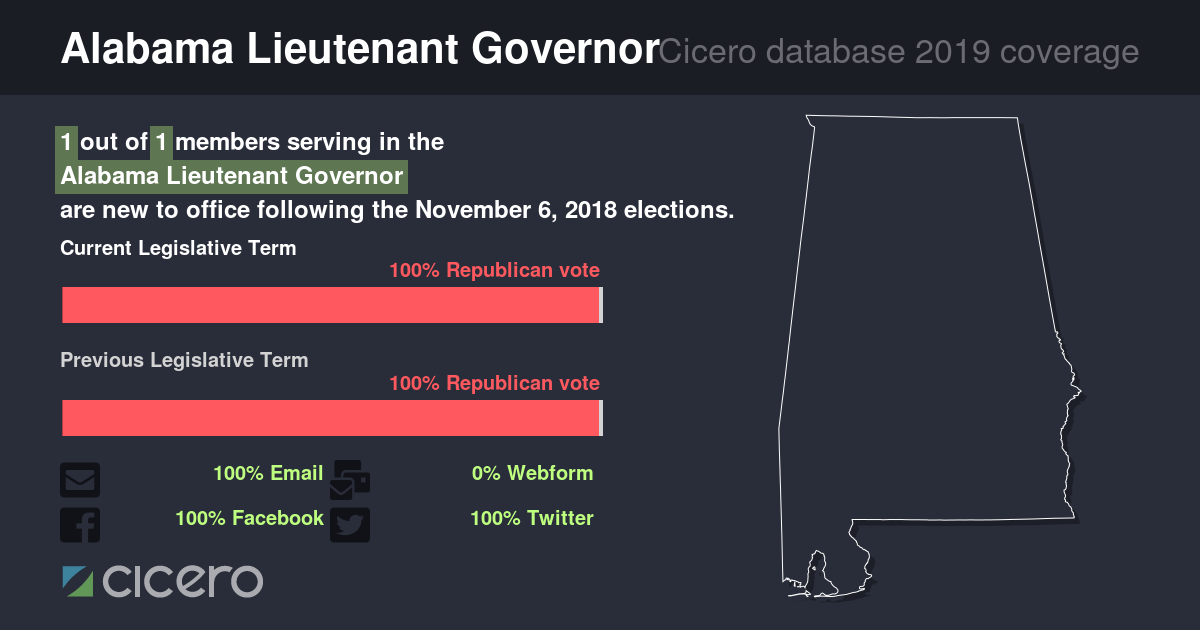 Alabama Lieutenant Governor Cicero database 2019 coverage
1 out of 1 members serving in the
Alabama Lieutenant Governor
are new to office following the November 6, 2018 elections.
Current Legislative Term
100% Republican vote
Previous Legislative Term
100% Republican vote
100% Email 0% Webform
100% Facebook 100% Twitter
cicero